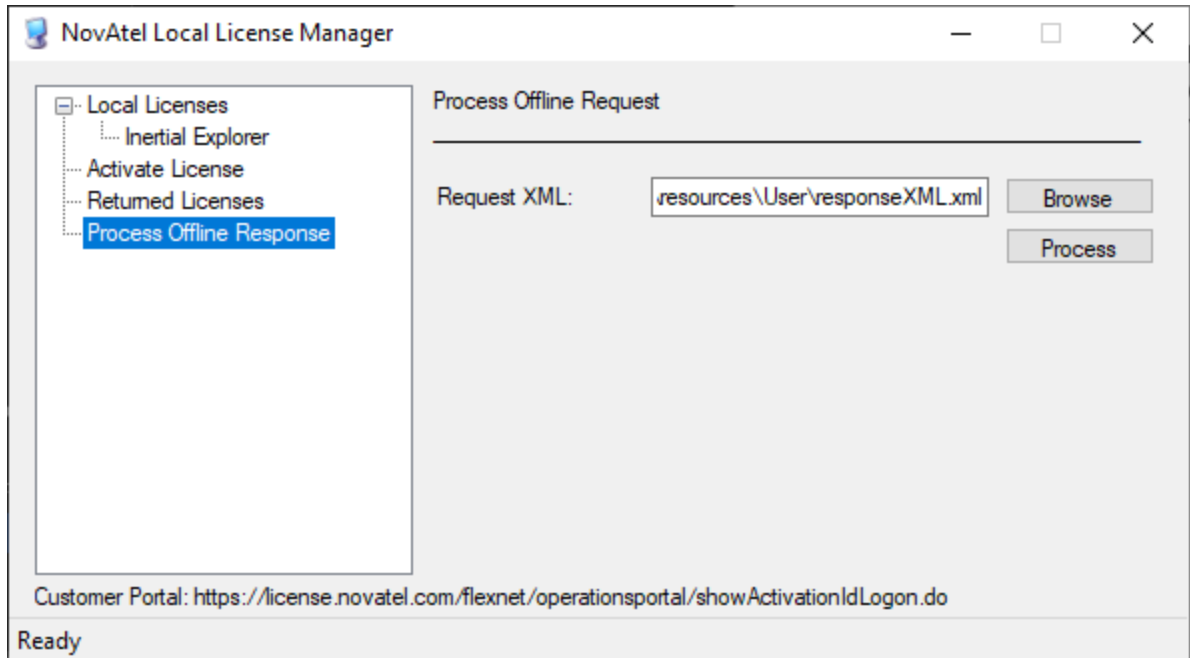 NovAtel Local License Manager
Local Licenses
Inertial Explorer
Activate License
Returned Licenses
Process Offline Response
Process Offline Request
Request XML:
resources\User\responseXML.xml
Browse
Process
Customer Portal: https://license.novatel.com/flexnet/operationsportal/showActivationIdLogon.do
Ready